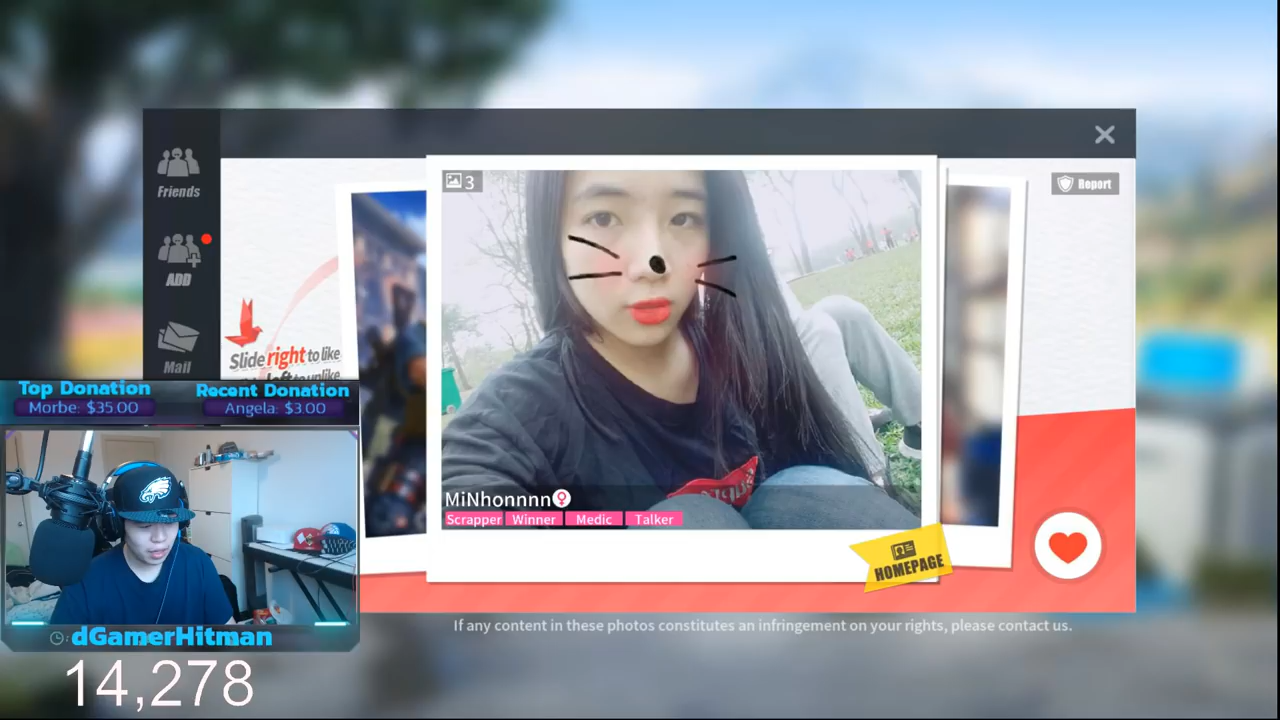 3
Report
Friends
ADD
Mail
Slide right to like
Top Donation
Recent Donation
Morbe: $35.00
Angela: $3.00
MiNhonnnn
Scrapper Winner Medic Talker
HOMEPAGE
If any content in these photos constitutes an infringement on your rights, please contact us.
dGamerHitman
14,278